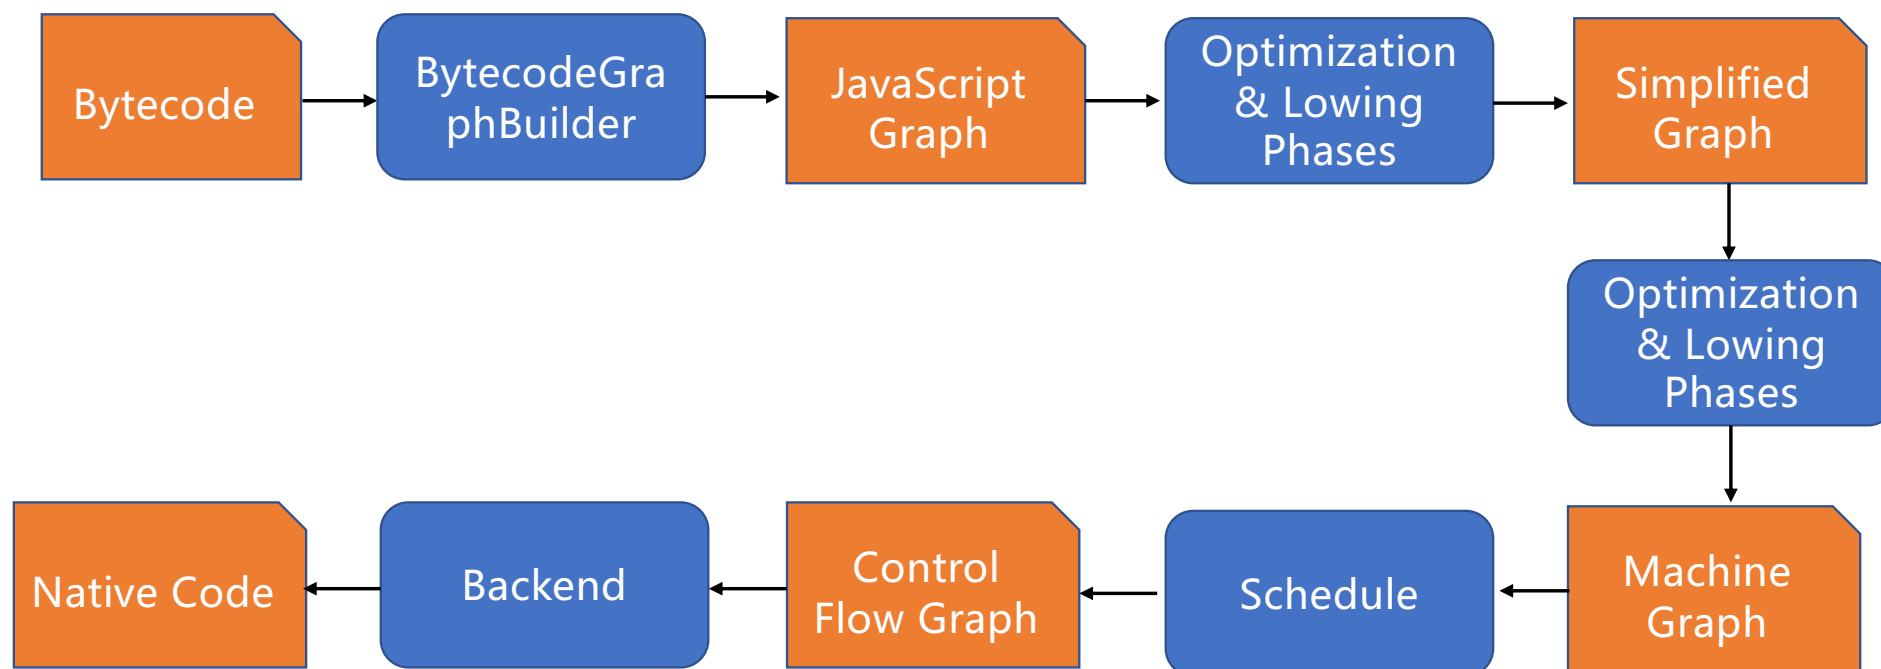 Bytecode
BytecodeGra
phBuilder
JavaScript
Graph
Optimization
& Lowing
Phases
Simplified
Graph
Optimization
& Lowing
Phases
Native Code
Backend
Control
Flow Graph
Schedule
Machine
Graph